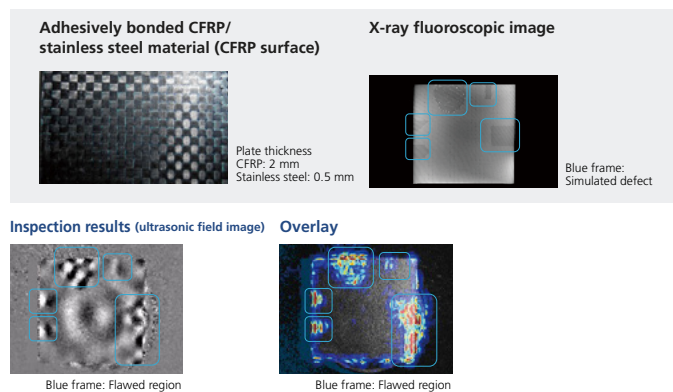 Adhesively bonded CFRP/
stainless steel material (CFRP surface)
Plate thickness
CFRP: 2 mm
Stainless steel: 0.5 mm
X-ray fluoroscopic image
Blue frame:
Simulated defect
Inspection results (ultrasonic field image)
Blue frame: Flawed region
Overlay
Blue frame: Flawed region